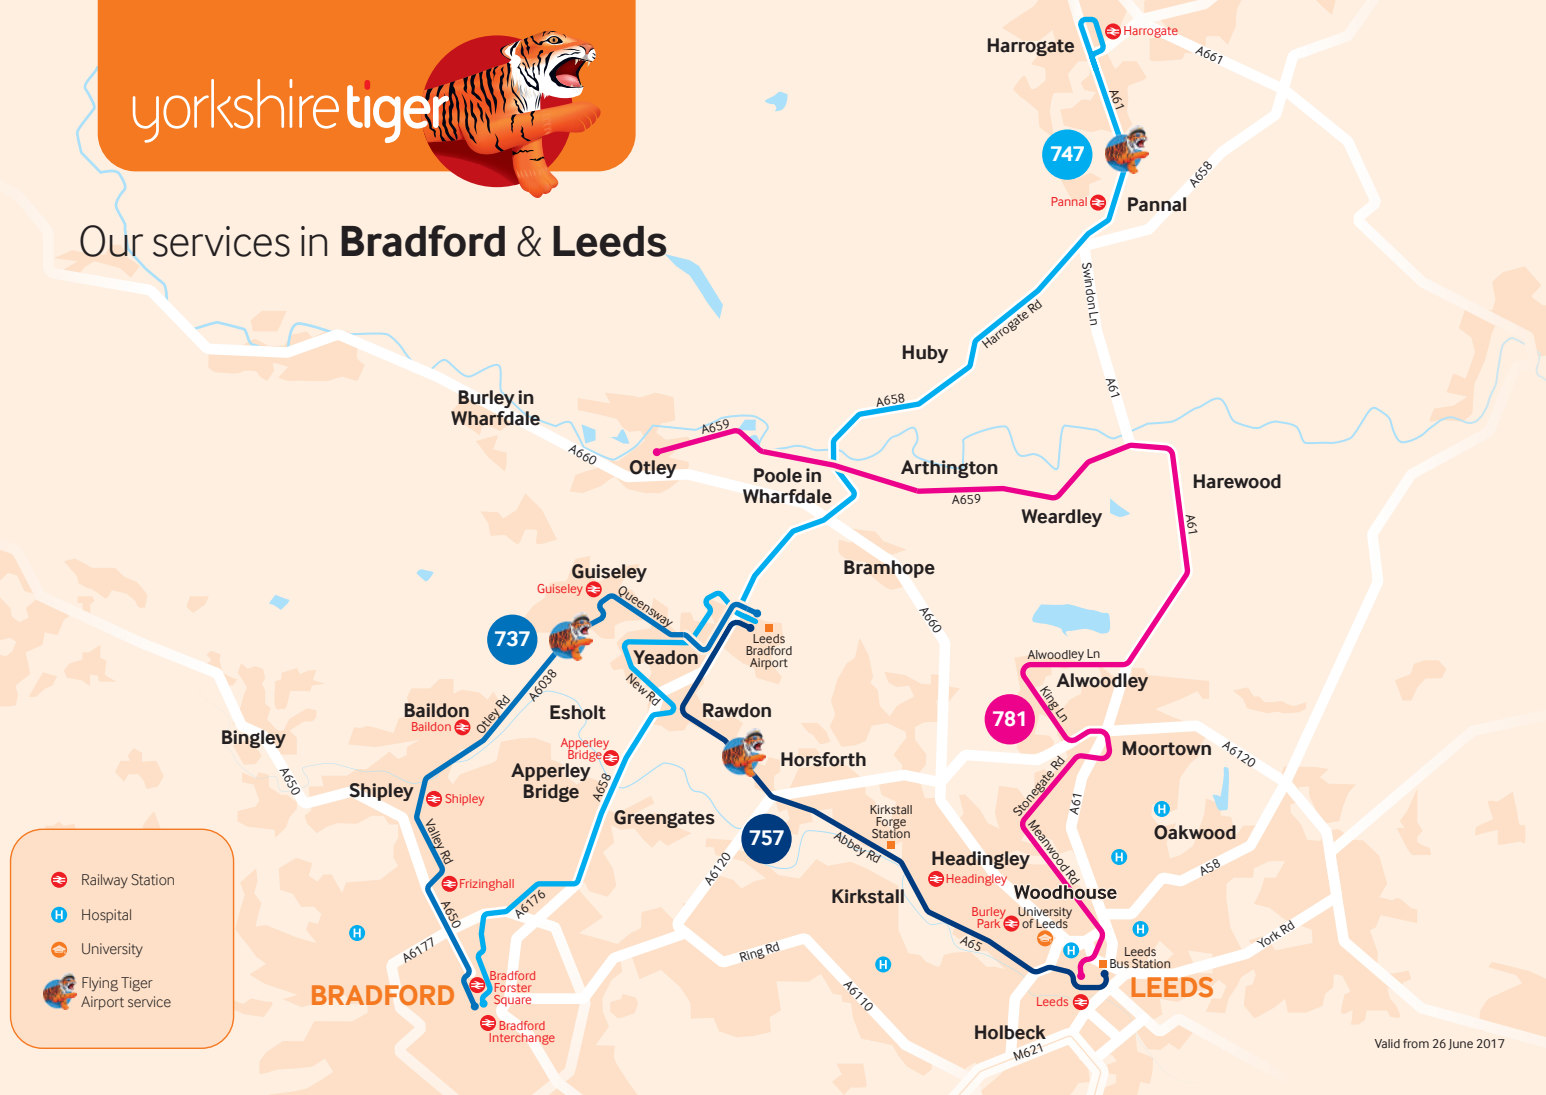 yorkshiretiger
Our services in Bradford & Leeds
Harrogate
Harrogate
A661
A61
747
A658
Pannal
Pannal
Swindon Ln
Harrogate Rd
Huby
A61
A658
Burley in
Wharfdale
A659
A660
Otley
Poole in
Wharfdale
Arthington
A659
Harewood
Weardley
A61
Bramhope
Guiseley
Guiseley
Queensway
A660
737
Leeds
Bradford
Airport
Yeadon
Alwoodley Ln
Alwoodley
A6038
New Rd
King Ln
Otley Rd
Baildon
Baildon
Esholt
Rawdon
781
Bingley
Apperley
Bridge
Moortown
A6120
Horsforth
Apperley
Bridge
A650
A658
Stonegate Rd
Shipley
Shipley
A61
Kirkstall
Forge
Station
Greengates
757
Oakwood
Valley Rd
Abbey Rd
Meanwood Rd
Headingley
Headingley
A6120
A58
Frizinghall
Kirkstall
Woodhouse
A6176
A650
Burley
Park
University
of Leeds
A6177
A65
York Rd
Ring Rd
Leeds
Bus Station
Bradford
Forster
Square
BRADFORD
A6110
Leeds
LEEDS
Bradford
Interchange
Holbeck
M621
Railway Station
H
Hospital
University
Flying Tiger
Airport service
H
H
H
H
H
H
Valid from 26 June 2017